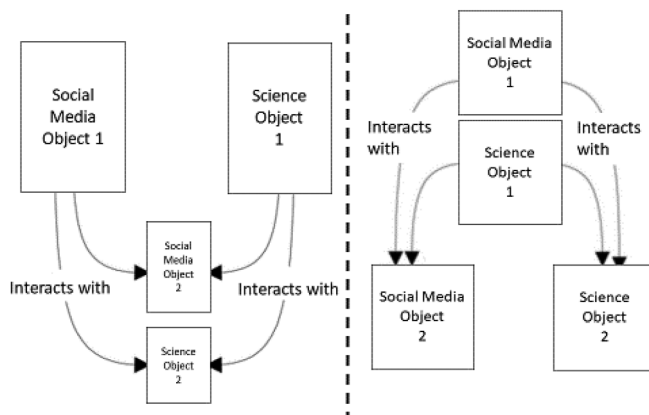 Social
Media
Object 1
Science
Object
1
Social
Media
Object
2
Interacts with
Interacts with
Science
Object
2
Social Media
Object
1
Interacts
with
Interacts
with
Science
Object
1
Social Media
Object
2
Science
Object
2